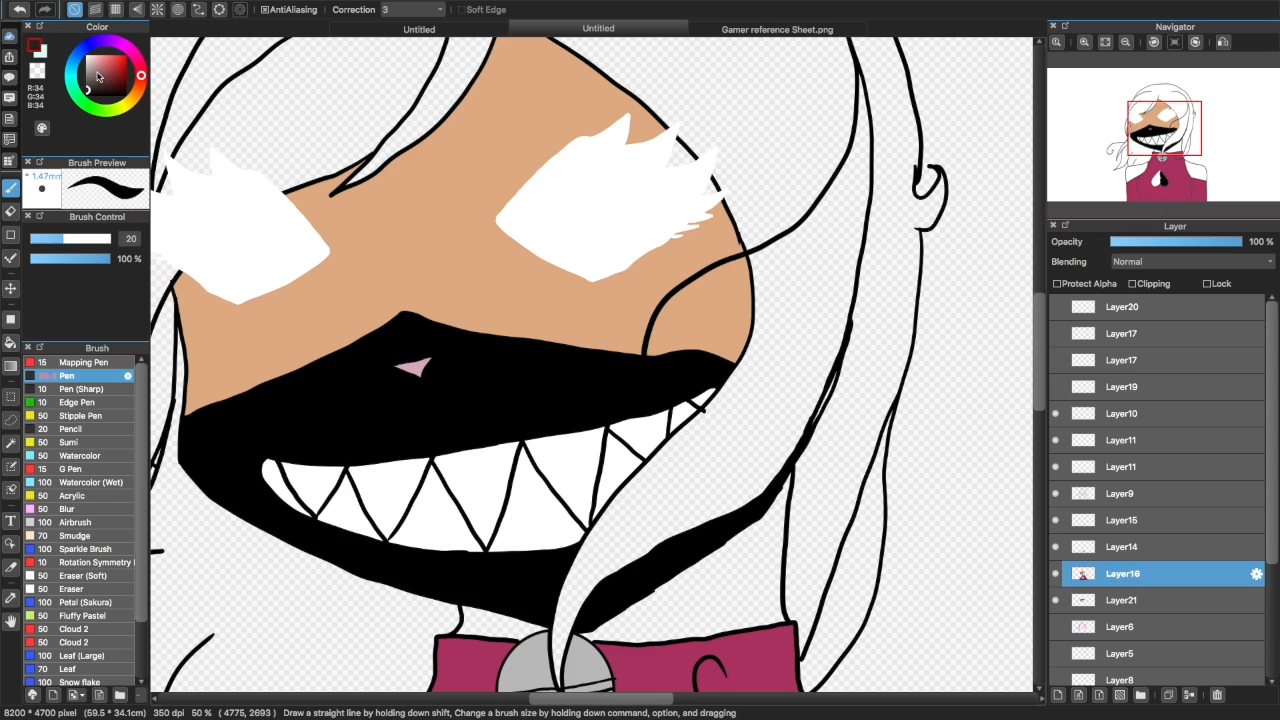 AntiAliasing Correction 3 Soft Edge
Color
Untitled
Untitled
Gamer reference Sheet.png
Navigator
R:34
G:34
B:34
Brush Preview
* 1.47mm
Brush Control
20
100 %
Brush
15 Mapping Pen
Pen
10 Pen (Sharp)
10 Edge Pen
50 Stipple Pen
20 Pencil
50 Sumi
50 Watercolor
15 G Pen
100 Watercolor (Wet)
50 Acrylic
50 Blur
100 Airbrush
70 Smudge
100 Sparkle Brush
10 Rotation Symmetry
50 Eraser (Soft)
50 Eraser
100 Petal (Sakura)
50 Fluffy Pastel
50 Cloud 2
50 Cloud 2
100 Leaf (Large)
70 Leaf
100 Snow flake
Layer
Opacity 100 %
Blending Normal
Protect Alpha Clipping Lock
Layer20
Layer17
Layer17
Layer19
Layer10
Layer11
Layer11
Layer9
Layer15
Layer14
Layer16
Layer21
Layer6
Layer5
Layer8
8200 * 4700 pixel (59.5 * 34.1cm) 350 dpi 50 % ( 4775, 2693 ) Draw a straight line by holding down shift, Change a brush size by holding down command, option, and dragging